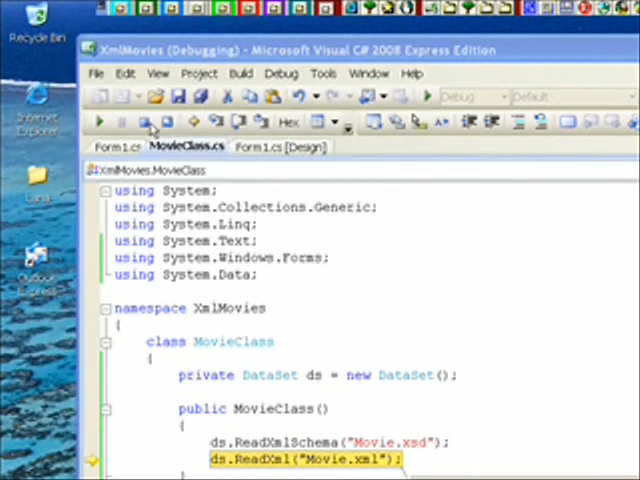 Recycle Bin
XmlMovies (Debugging) - Microsoft Visual C# 2008 Express Edition
File Edit View Project Build Debug Tools Window Help
Debug Default
Hex
Form1.cs MovieClass.cs Form1.cs [Design]
XmlMovies.MovieClass
Internet
Explorer
Outlook
Express
using System;
using System.Collections.Generic;
using System.Linq;
using System.Text;
using System.Windows.Forms;
using System.Data;
namespace XmlMovies
{
class MovieClass
{
private DataSet ds = new DataSet();
public MovieClass()
{
ds.ReadXmlSchema("Movie.xsd");
ds.ReadXml("Movie.xml");
}